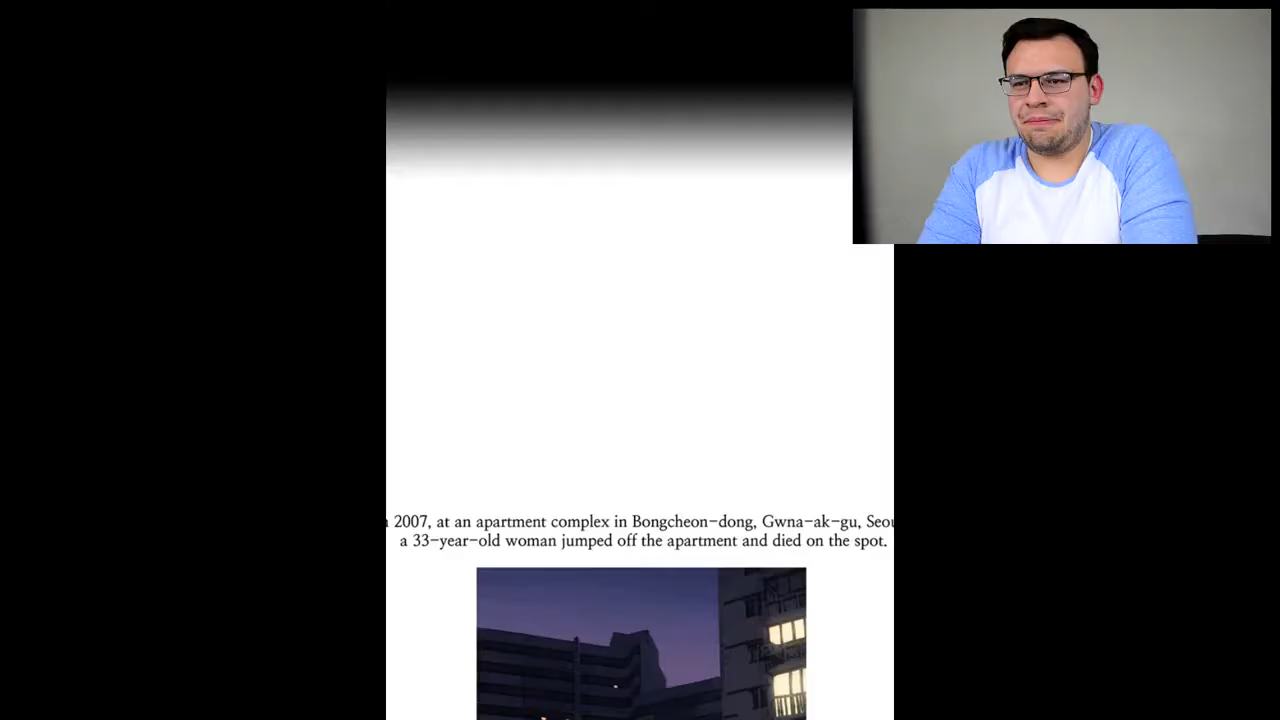 2007, at an apartment complex in Bongcheon-dong, Gwna-ak-gu,
a 33-year-old woman jumped off the apartment and died on the spot.